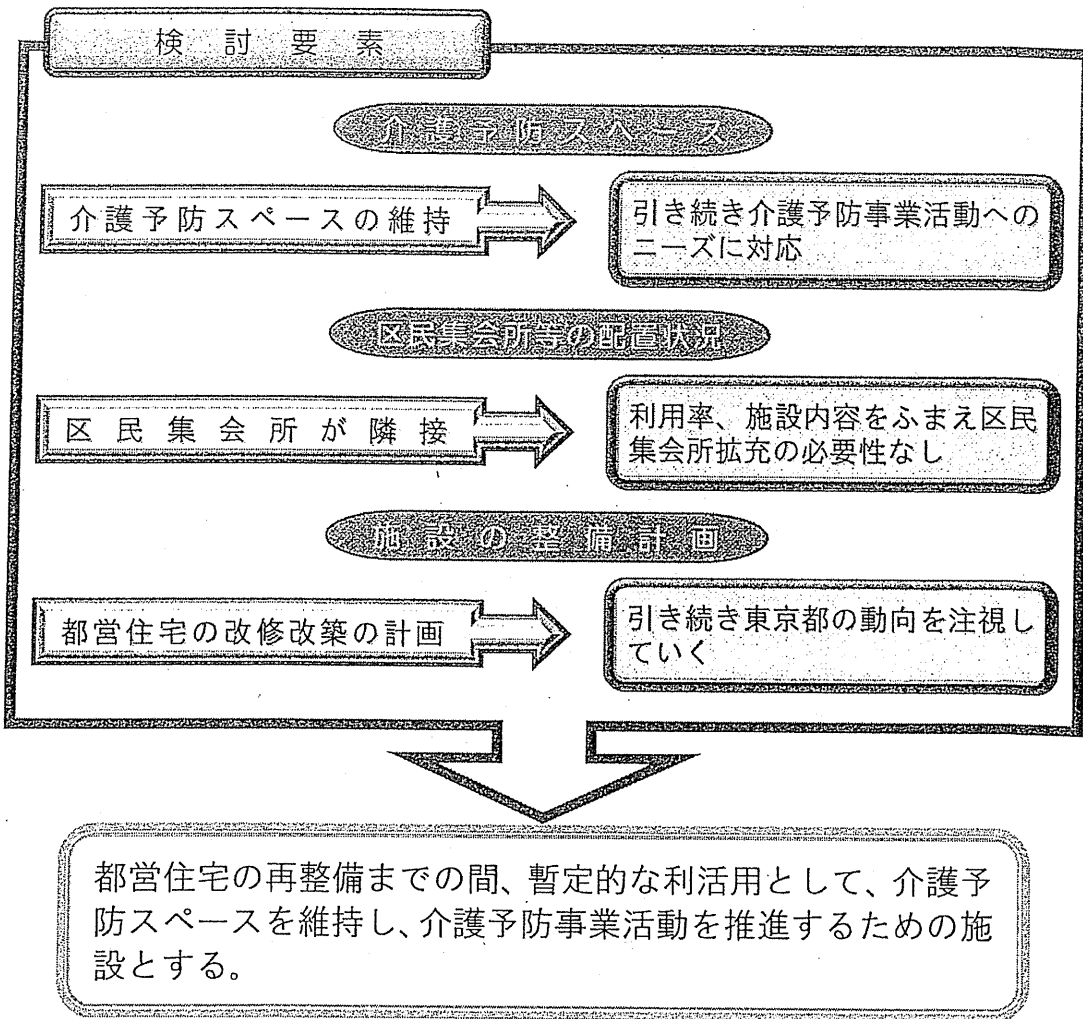 検討要素
介護予防スペース
介護予防スペースの維持
引き続き介護予防事業活動への
ニーズに対応
区民集会所等の配置状況
区民集会所が隣接
利用率、施設内容をふまえ区民
集会所拡充の必要性なし
施設の整備計画
都営住宅の改修改築の計画
引き続き東京都の動向を注視し
ていく
都営住宅の再整備までの間、暫定的な利活用として、介護予
防スペースを維持し、介護予防事業活動を推進するための施
設とする。